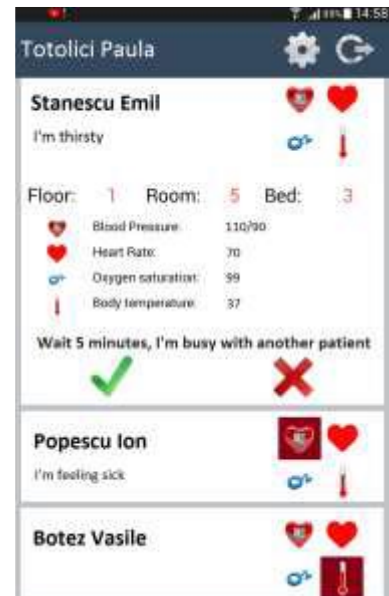 14:58
Totolici Paula
Stanescu Emil
I'm thirsty
Floor: 1 Room: 5 Bed: 3
Blood Pressure: 110/90
Heart Rate: 70
Oxygen saturation: 99
Body temperature: 37
Wait 5 minutes, I'm busy with another patient
Popescu Ion
I'm feeling sick
Botez Vasile